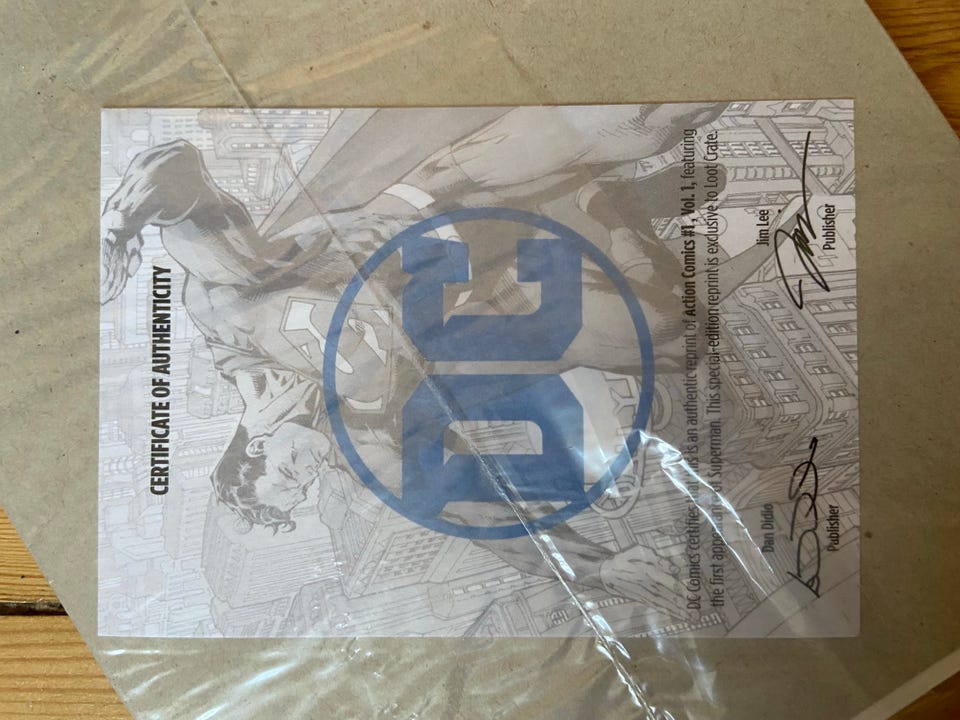 CERTIFICATE OF AUTHENTICITY
DC
DC Comics certifies that this is an authentic reprint of Action Comics #1, Vol. 1, featuring
the first appearance of Superman. This special-edition reprint is exclusive to Loot Crate.
Dan Didio
Publisher
Jim Lee
Publisher